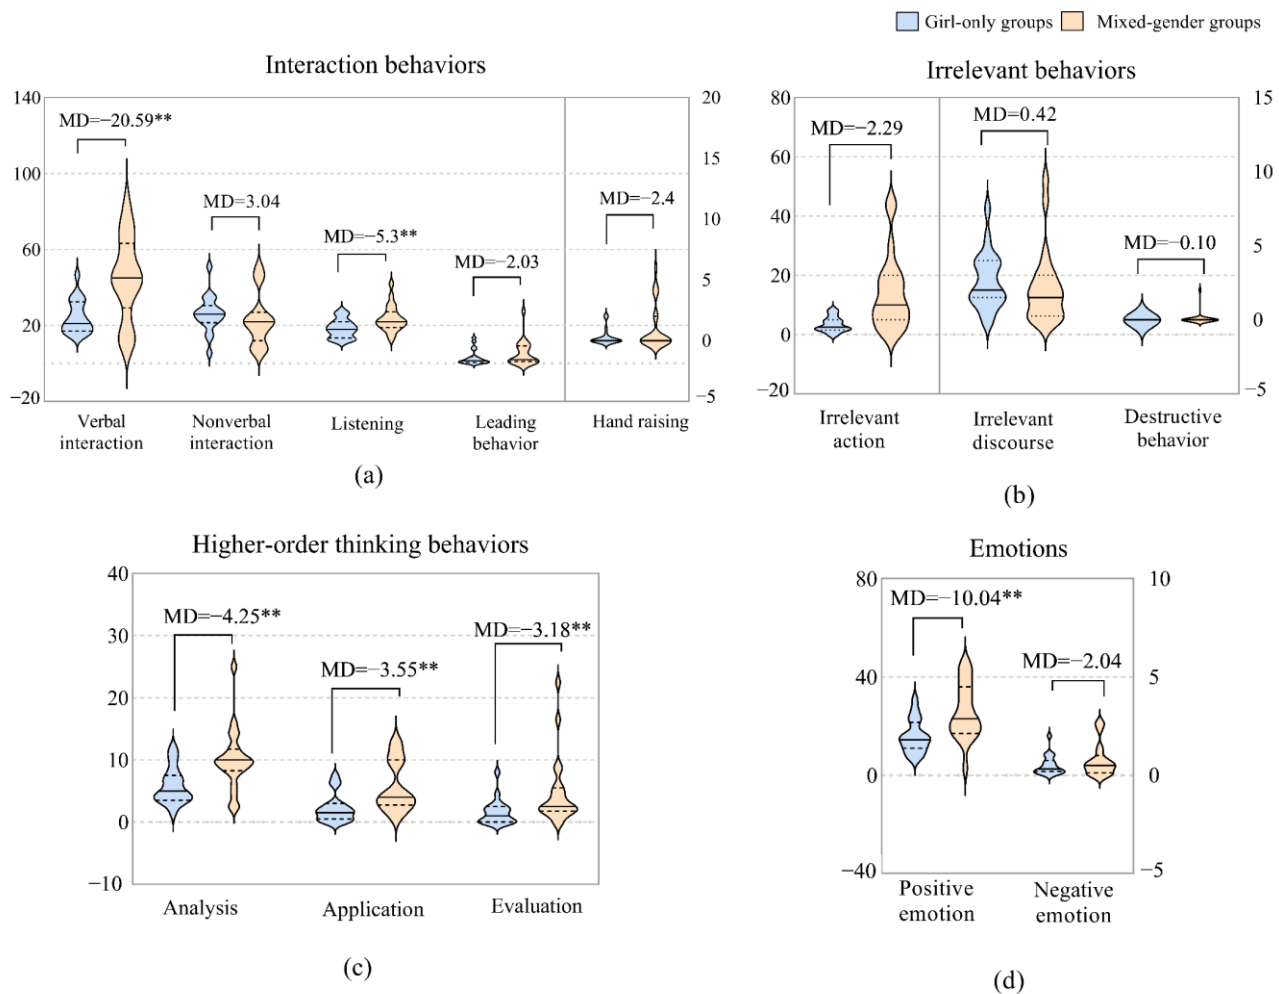 Girl-only groups Mixed-gender groups
Interaction behaviors
140
100
60
20
−20
20
15
10
5
0
−5
MD=−20.59**
MD=3.04
MD=−5.3**
MD=−2.03
MD=−2.4
Verbal
interaction
Nonverbal
interaction
Listening
Leading
behavior
Hand raising
(a)
Irrelevant behaviors
80
60
40
20
0
−20
15
10
5
0
−5
MD=−2.29
MD=0.42
MD=−0.10
Irrelevant
action
Irrelevant
discourse
Destructive
behavior
(b)
Higher-order thinking behaviors
40
30
20
10
0
−10
MD=−4.25**
MD=−3.55**
MD=−3.18**
Analysis
Application
Evaluation
(c)
Emotions
80
40
0
−40
10
5
0
−5
MD=−10.04**
MD=−2.04
Positive
emotion
Negative
emotion
(d)